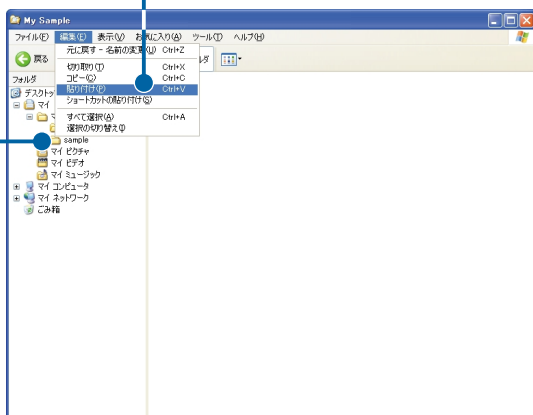 My Sample
ファイル(F) 編集(E) 表示(V) お気に入り(A) ツール(T) ヘルプ(H)
元に戻す - 名前の変更(U) Ctrl+Z
戻る
切り取り(T) Ctrl+X
コピー(C) Ctrl+C
貼り付け(P) Ctrl+V
ショートカットの貼り付け(S)
すべて選択(A) Ctrl+A
選択の切り替え(I)
フォルダ
デスクトッ
マイ
マ
sample
マイ ピクチャ
マイ ビデオ
マイ ミュージック
マイ コンピュータ
マイ ネットワーク
ごみ箱